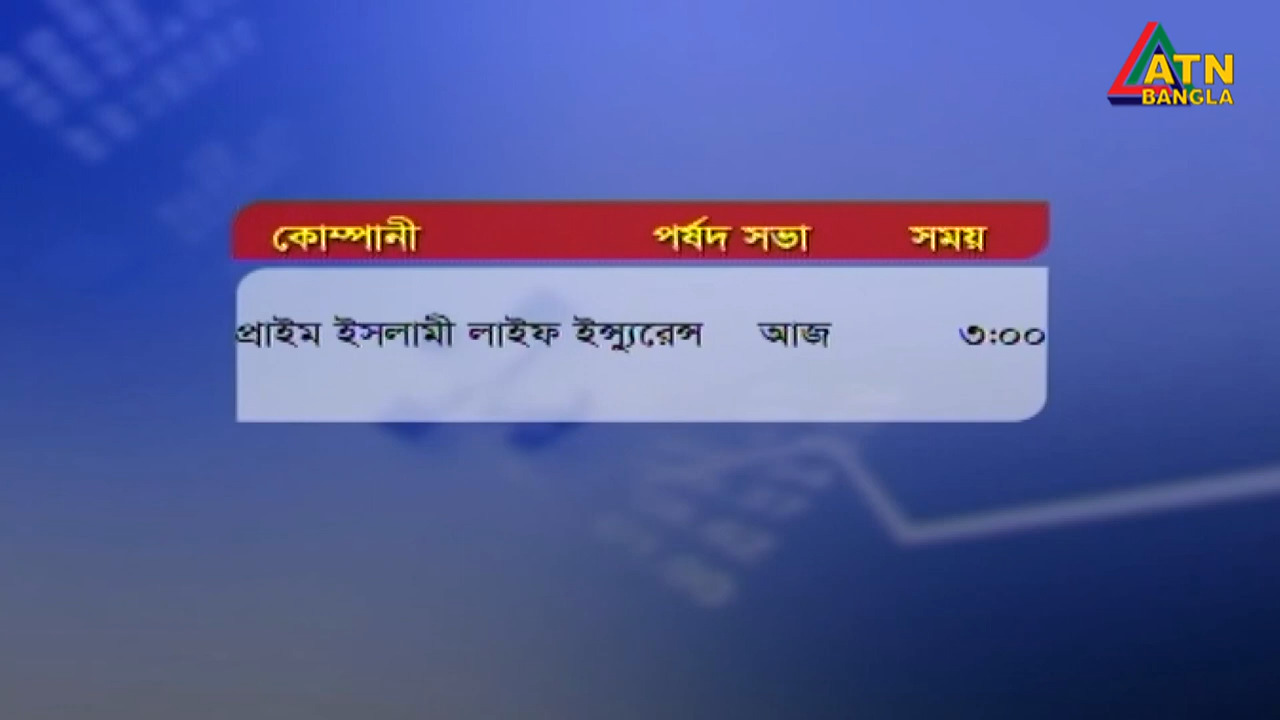 ATN
BANGLA
কোম্পানী পর্ষদ সভা সময়
প্রাইম ইসলামী লাইফ ইন্স্যুরেন্স আজ ৩:০০